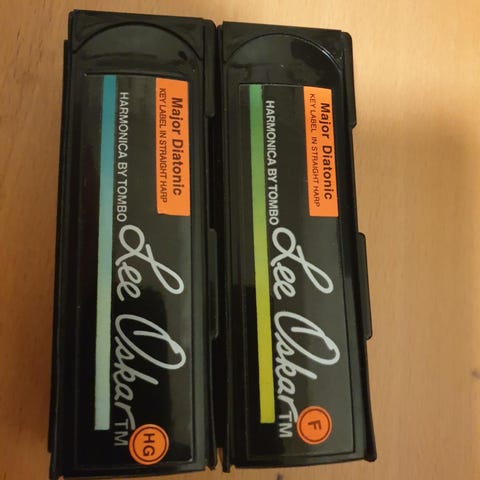 Major Diatonic
KEY LABEL IN STRAIGHT HARP
HARMONICA BY TOMBO
Lee Oskar TM
HG
Major Diatonic
KEY LABEL IN STRAIGHT HARP
HARMONICA BY TOMBO
Lee Oskar TM
F